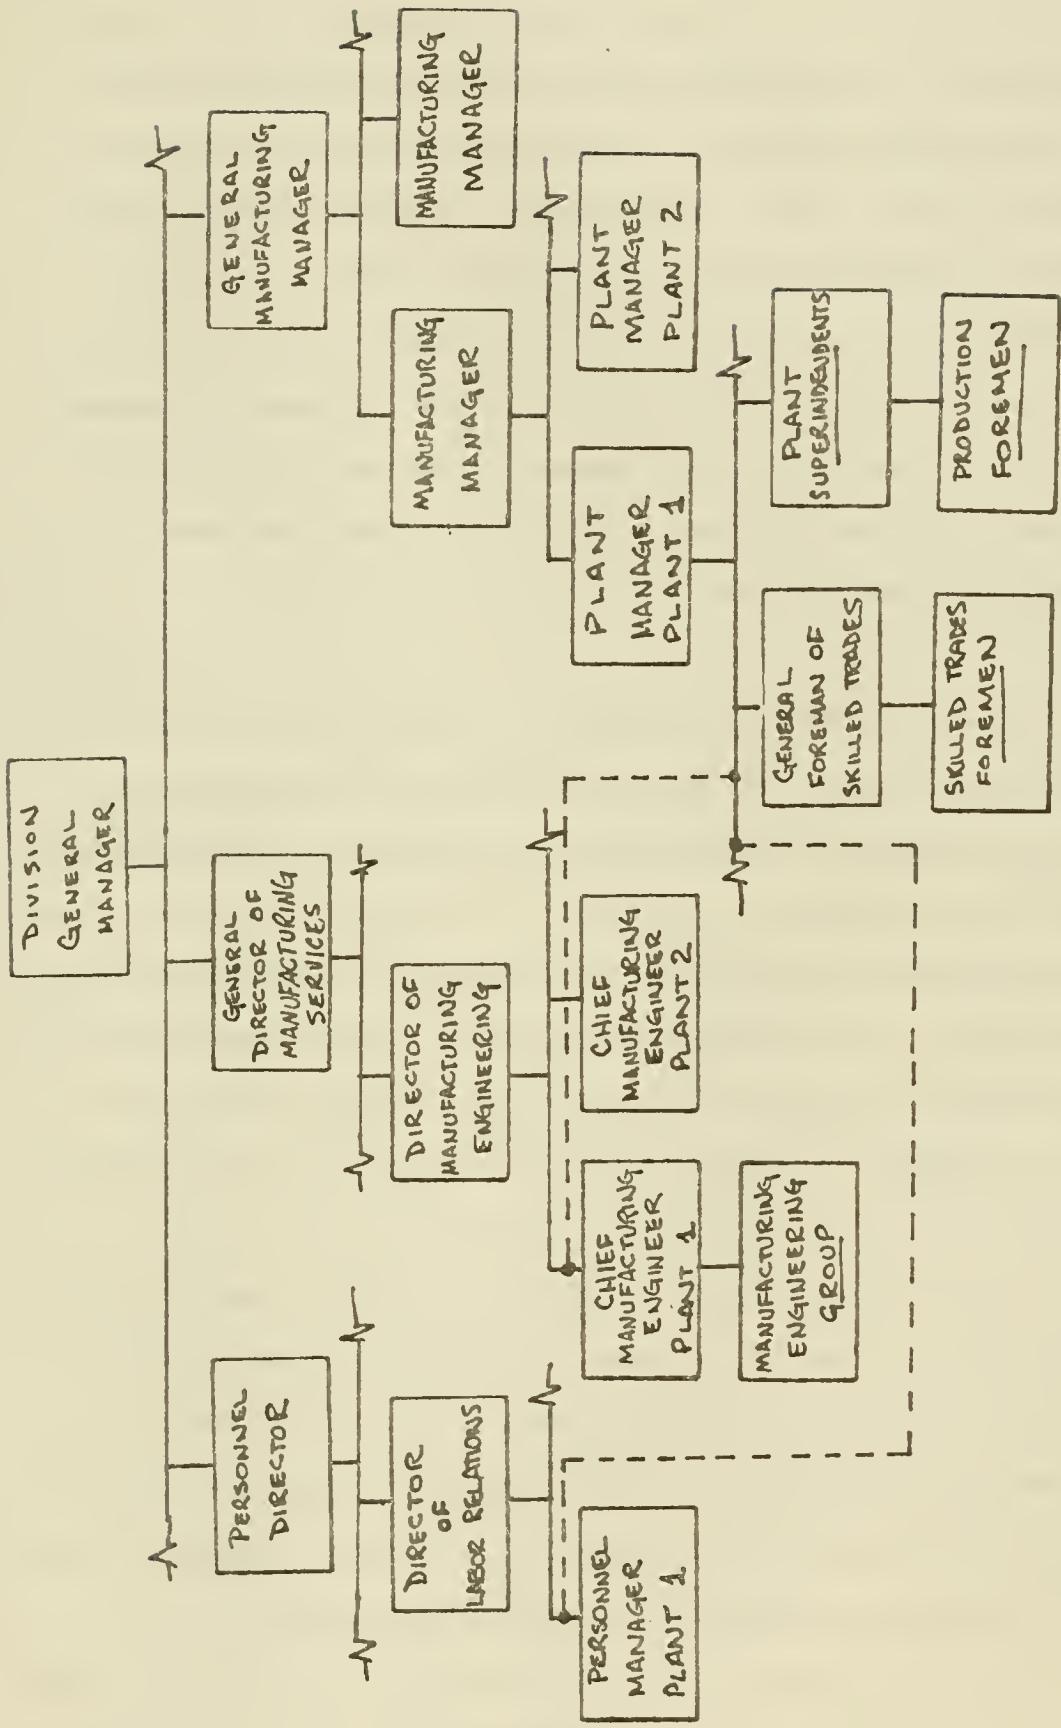 DIVISION
GENERAL
MANAGER
PERSONNEL
DIRECTOR
GENERAL
DIRECTOR OF
MANUFACTURING
SERVICES
GENERAL
MANUFACTURING
MANAGER
DIRECTOR
OF
LABOR RELATIONS
DIRECTOR OF
MANUFACTURING
ENGINEERING
MANUFACTURING
MANAGER
MANUFACTURING
MANAGER
PERSONNEL
MANAGER
PLANT 1
CHIEF
MANUFACTURING
ENGINEER
PLANT 1
CHIEF
MANUFACTURING
ENGINEER
PLANT 2
PLANT
MANAGER
PLANT 1
PLANT
MANAGER
PLANT 2
MANUFACTURING
ENGINEERING
GROUP
GENERAL
FOREMAN OF
SKILLED TRADES
PLANT
SUPERINDENDENTS
SKILLED TRADES
FOREMEN
PRODUCTION
FOREMEN